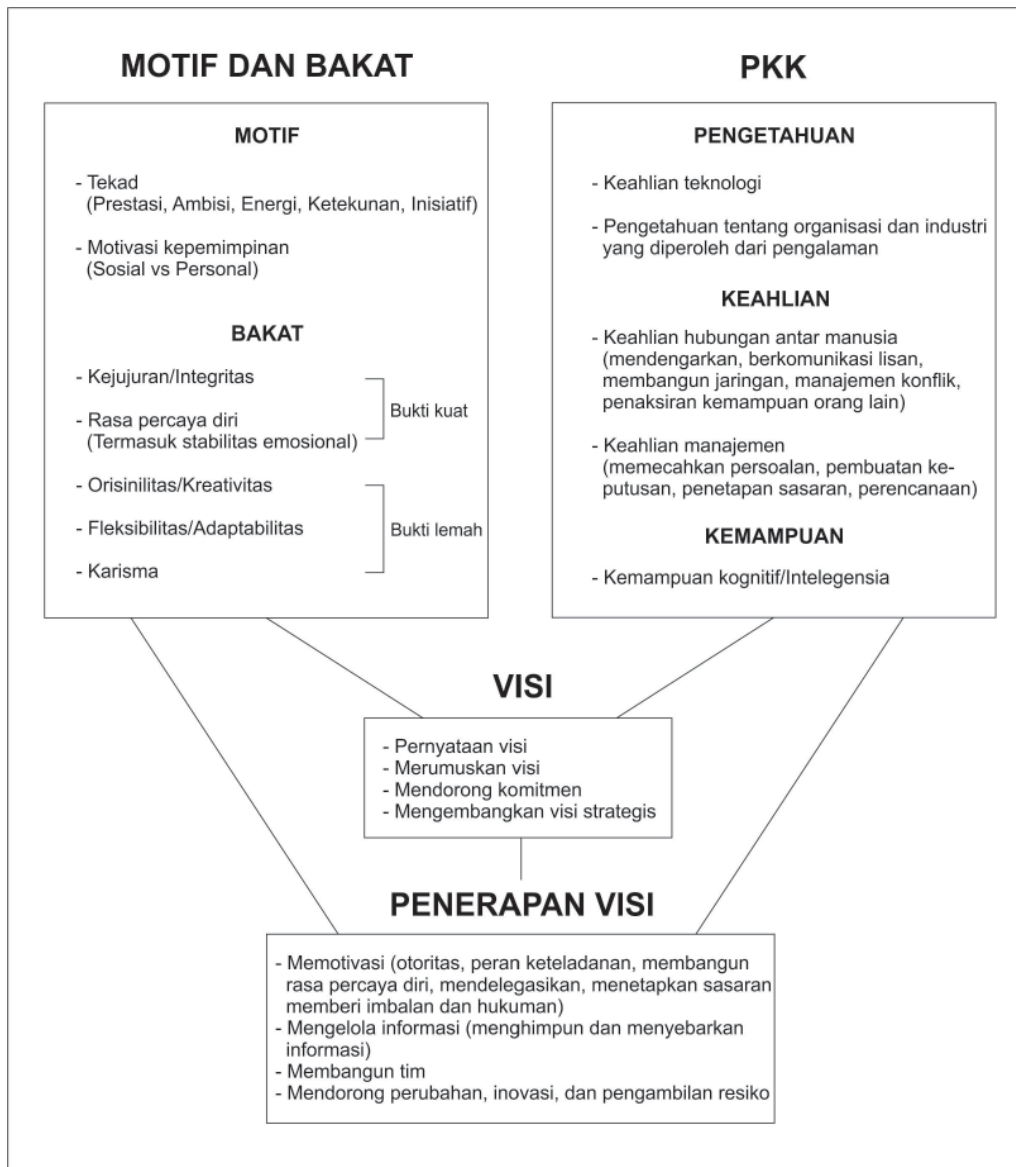 MOTIF DAN BAKAT
MOTIF
- Tekad
(Prestasi, Ambisi, Energi, Ketekunan, Inisiatif)
- Motivasi kepemimpinan
(Sosial vs Personal)
BAKAT
- Kejujuran/Integritas
- Rasa percaya diri
(Termasuk stabilitas emosional)
Bukti kuat
- Orisinilitas/Kreativitas
- Fleksibilitas/Adaptabilitas
- Karisma
Bukti lemah
PKK
PENGETAHUAN
- Keahlian teknologi
- Pengetahuan tentang organisasi dan industri
yang diperoleh dari pengalaman
KEAHLIAN
- Keahlian hubungan antar manusia
(mendengarkan, berkomunikasi lisan,
membangun jaringan, manajemen konflik,
penaksiran kemampuan orang lain)
- Keahlian manajemen
(memecahkan persoalan, pembuatan ke-
putusan, penetapan sasaran, perencanaan)
KEMAMPUAN
- Kemampuan kognitif/Intelegensia
VISI
- Pernyataan visi
- Merumuskan visi
- Mendorong komitmen
- Mengembangkan visi strategis
PENERAPAN VISI
- Memotivasi (otoritas, peran keteladanan, membangun
rasa percaya diri, mendelegasikan, menetapkan sasaran
memberi imbalan dan hukuman)
- Mengelola informasi (menghimpun dan menyebarkan
informasi)
- Membangun tim
- Mendorong perubahan, inovasi, dan pengambilan resiko